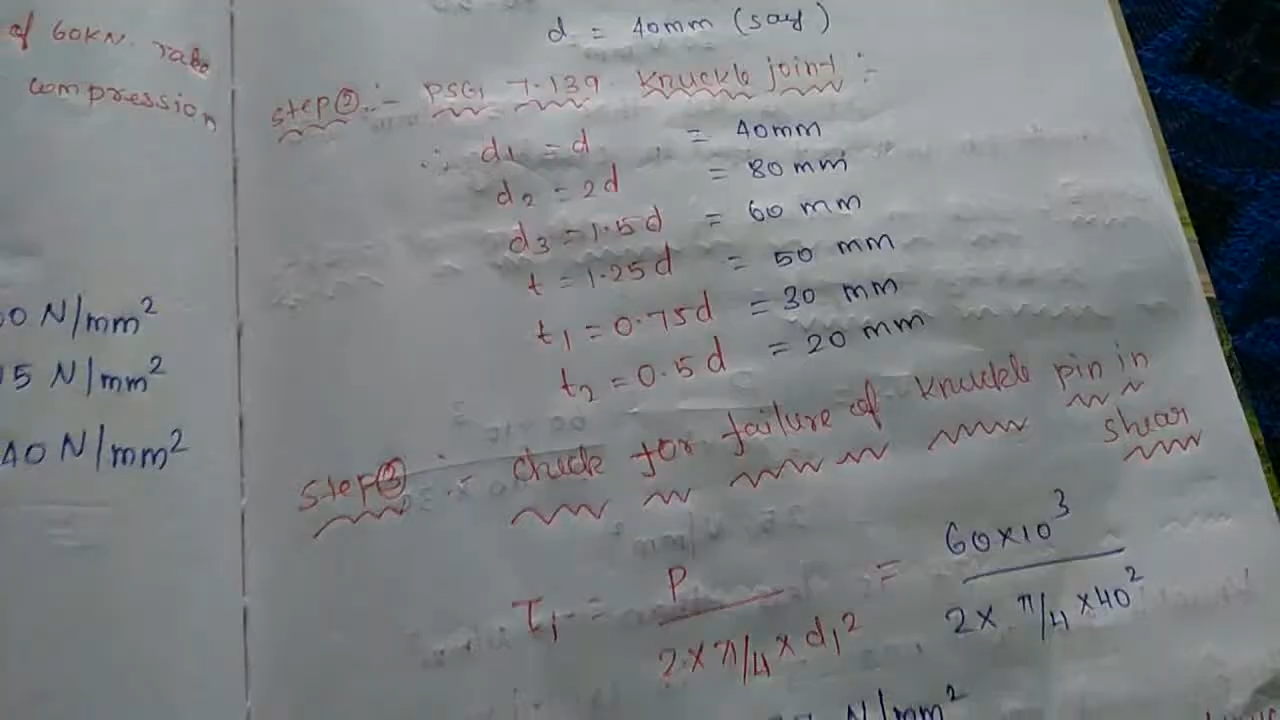 of 60KN. Take
compression
0 N/mm²
5 N/mm²
40 N/mm²
d = 40mm (say)
Step②:- PSG 7.139 Knuckle joint :-
∴ d₁ = d = 40mm
d₂ = 2d = 80 mm
d₃ = 1.5d = 60 mm
t = 1.25d = 50 mm
t₁ = 0.75d = 30 mm
t₂ = 0.5d = 20 mm
Step③ :- Check for failure of knuckle pin in
shear
τ₁ = P / 2×π/4×d₁² = 60×10³ / 2×π/4×40²
N/mm²